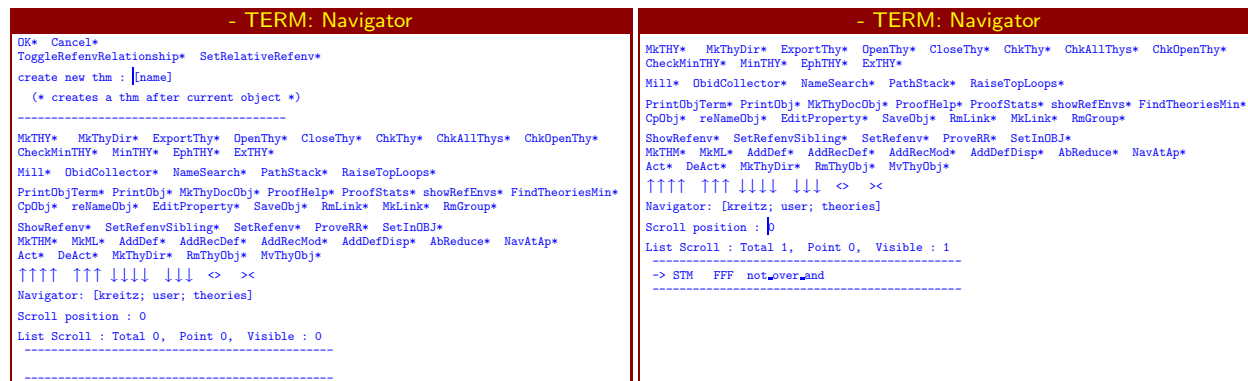 - TERM: Navigator
OK* Cancel*
ToggleRefenvRelationship* SetRelativeRefenv*
create new thm : [name]
(* creates a thm after current object *)
----------------------------------------
MkTHY* MkThyDir* ExportThy* OpenThy* CloseThy* ChkThy* ChkAllThys* ChkOpenThy*
CheckMinTHY* MinTHY* EphTHY* ExTHY*
Mill* ObidCollector* NameSearch* PathStack* RaiseTopLoops*
PrintObjTerm* PrintObj* MkThyDocObj* ProofHelp* ProofStats* showRefEnvs* FindTheoriesMin*
CpObj* reNameObj* EditProperty* SaveObj* RmLink* MkLink* RmGroup*
ShowRefenv* SetRefenvSibling* SetRefenv* ProveRR* SetInOBJ*
MkTHM* MkML* AddDef* AddRecDef* AddRecMod* AddDefDisp* AbReduce* NavAtAp*
Act* DeAct* MkThyDir* RmThyObj* MvThyObj*
↑↑↑↑ ↑↑↑ ↓↓↓↓ ↓↓↓ <> ><
Navigator: [kreitz; user; theories]
Scroll position : 0
List Scroll : Total 0, Point 0, Visible : 0
----------------------------------------------
----------------------------------------------
- TERM: Navigator
MkTHY* MkThyDir* ExportThy* OpenThy* CloseThy* ChkThy* ChkAllThys* ChkOpenThy*
CheckMinTHY* MinTHY* EphTHY* ExTHY*
Mill* ObidCollector* NameSearch* PathStack* RaiseTopLoops*
PrintObjTerm* PrintObj* MkThyDocObj* ProofHelp* ProofStats* showRefEnvs* FindTheoriesMin*
CpObj* reNameObj* EditProperty* SaveObj* RmLink* MkLink* RmGroup*
ShowRefenv* SetRefenvSibling* SetRefenv* ProveRR* SetInOBJ*
MkTHM* MkML* AddDef* AddRecDef* AddRecMod* AddDefDisp* AbReduce* NavAtAp*
Act* DeAct* MkThyDir* RmThyObj* MvThyObj*
↑↑↑↑ ↑↑↑ ↓↓↓↓ ↓↓↓ <> ><
Navigator: [kreitz; user; theories]
Scroll position : 0
List Scroll : Total 1, Point 0, Visible : 1
----------------------------------------------
-> STM FFF not_over_and
----------------------------------------------